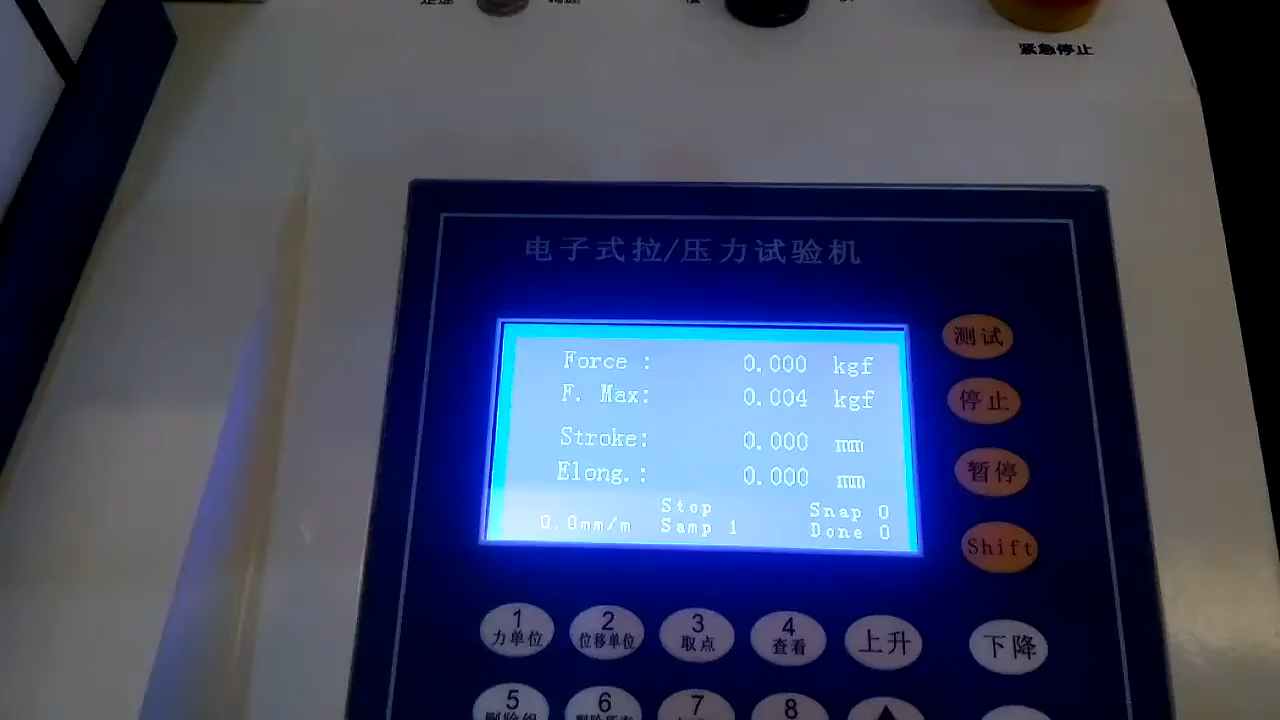 紧急停止
电子式拉/压力试验机
Force : 0.000 kgf
F. Max: 0.004 kgf
Stroke: 0.000 mm
Elong.: 0.000 mm
Stop Snap 0
0.0mm/m Samp 1 Done 0
测试
停止
暂停
Shift
1 2 3 4
力单位 位移单位 取点 查看 上升 下降
5 6 7 8